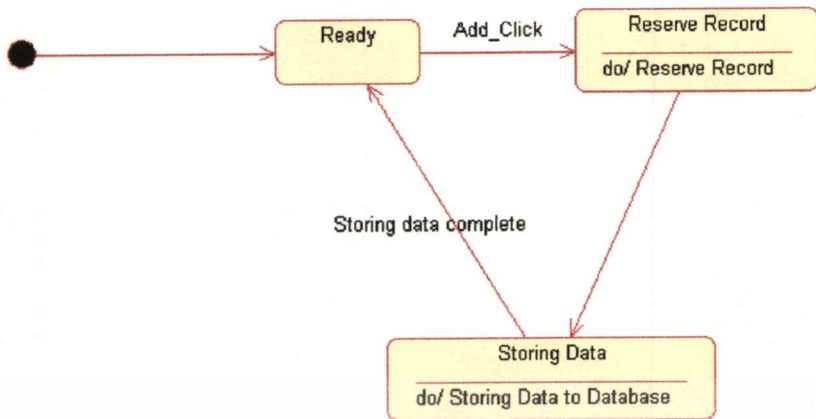 Ready
Add_Click
Reserve Record
do/ Reserve Record
Storing data complete
Storing Data
do/ Storing Data to Database